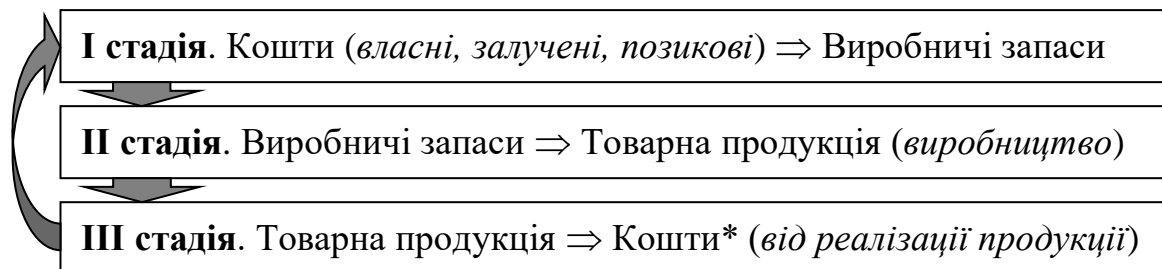 І стадія. Кошти (власні, залучені, позикові) ⇒ Виробничі запаси
ІІ стадія. Виробничі запаси ⇒ Товарна продукція (виробництво)
ІІІ стадія. Товарна продукція ⇒ Кошти* (від реалізації продукції)